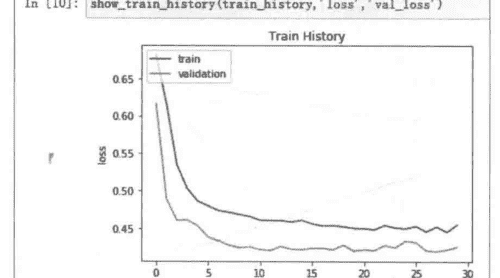 In [10]: show_train_history(train_history,'loss','val_loss')
Train History
train
validation
0.65
0.60
0.55
0.50
0.45
loss
0 5 10 15 20 25 30